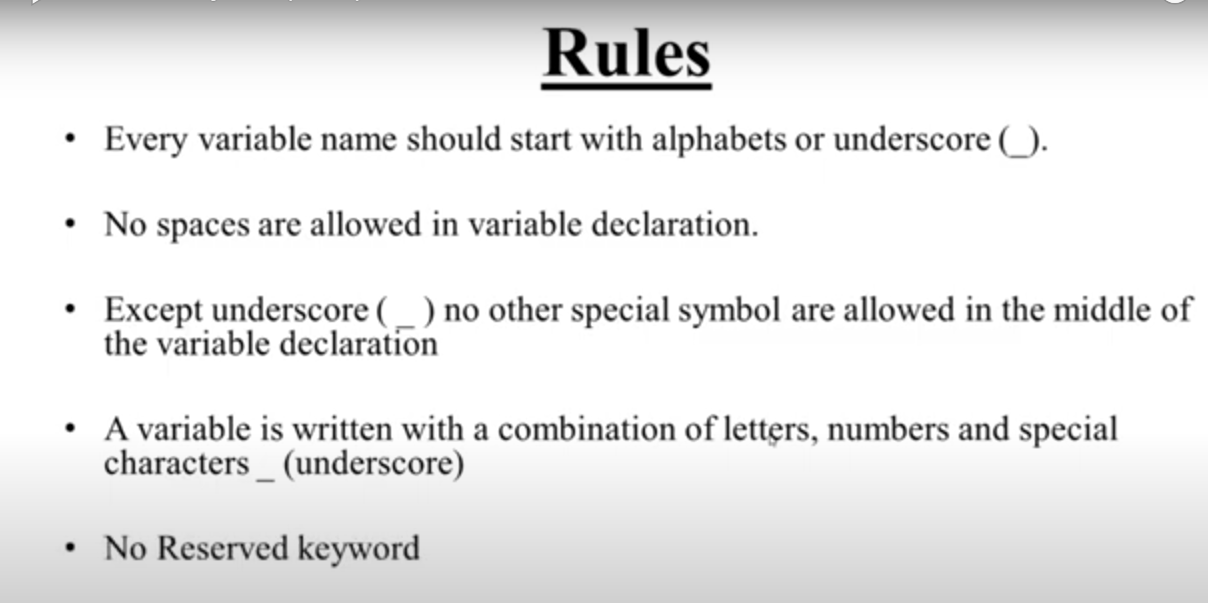 Rules
• Every variable name should start with alphabets or underscore (_).
• No spaces are allowed in variable declaration.
• Except underscore ( _ ) no other special symbol are allowed in the middle of
the variable declaration
• A variable is written with a combination of letters, numbers and special
characters _ (underscore)
• No Reserved keyword